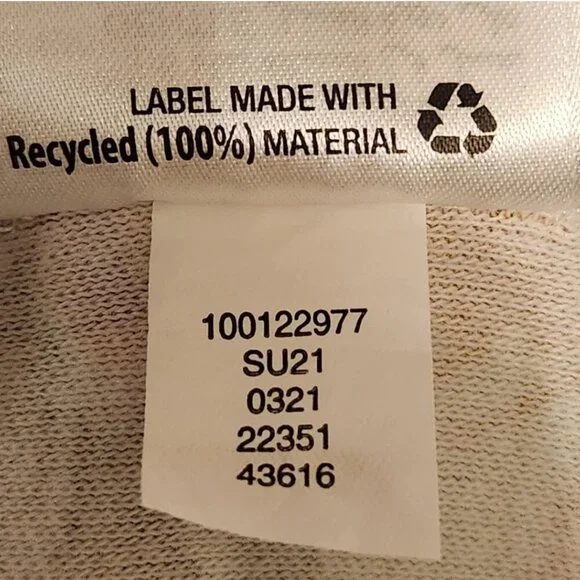 LABEL MADE WITH
Recycled (100%) MATERIAL
100122977
SU21
0321
22351
43616